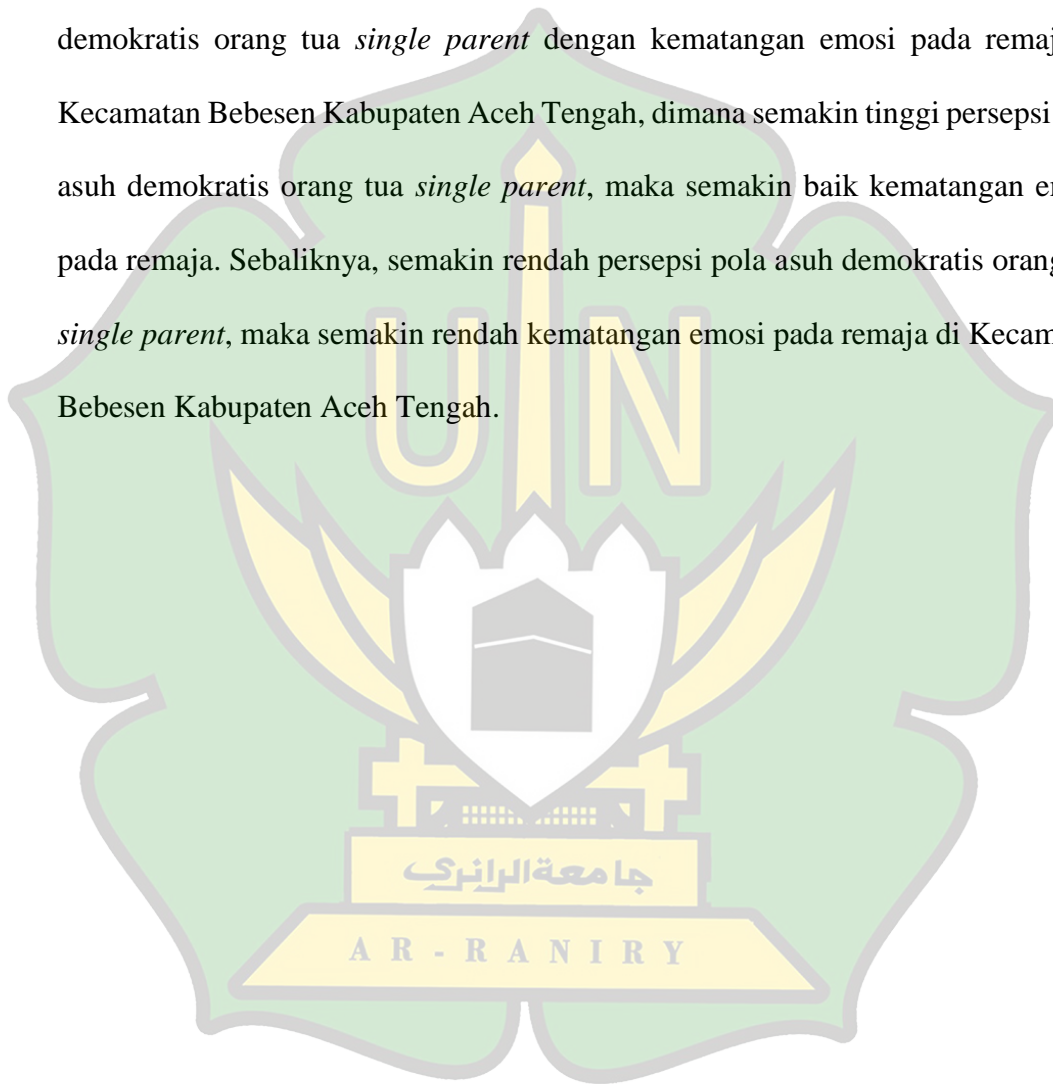 demokratis orang tua single parent dengan kematangan emosi pada remaj
Kecamatan Bebesen Kabupaten Aceh Tengah, dimana semakin tinggi persepsi
asuh demokratis orang tua single parent, maka semakin baik kematangan e
pada remaja. Sebaliknya, semakin rendah persepsi pola asuh demokratis orang
single parent, maka semakin rendah kematangan emosi pada remaja di Kecam
Bebesen Kabupaten Aceh Tengah.
UIN
جامعة الرانري
AR-RANIRY